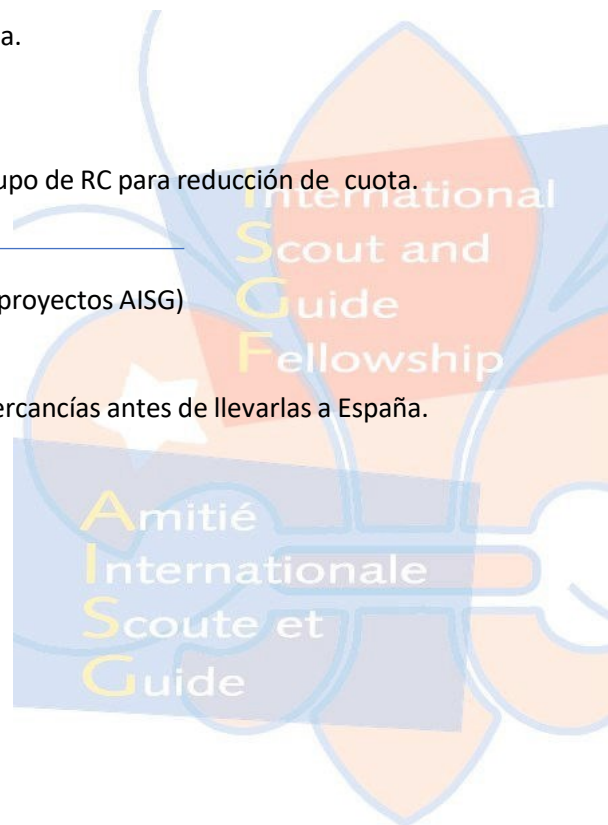 a.
upo de RC para reducción de cuota.
International
Scout and
proyectos AISG)
Guide
Fellowship
ercancías antes de llevarlas a España.
Amitié
Internationale
Scoute et
Guide